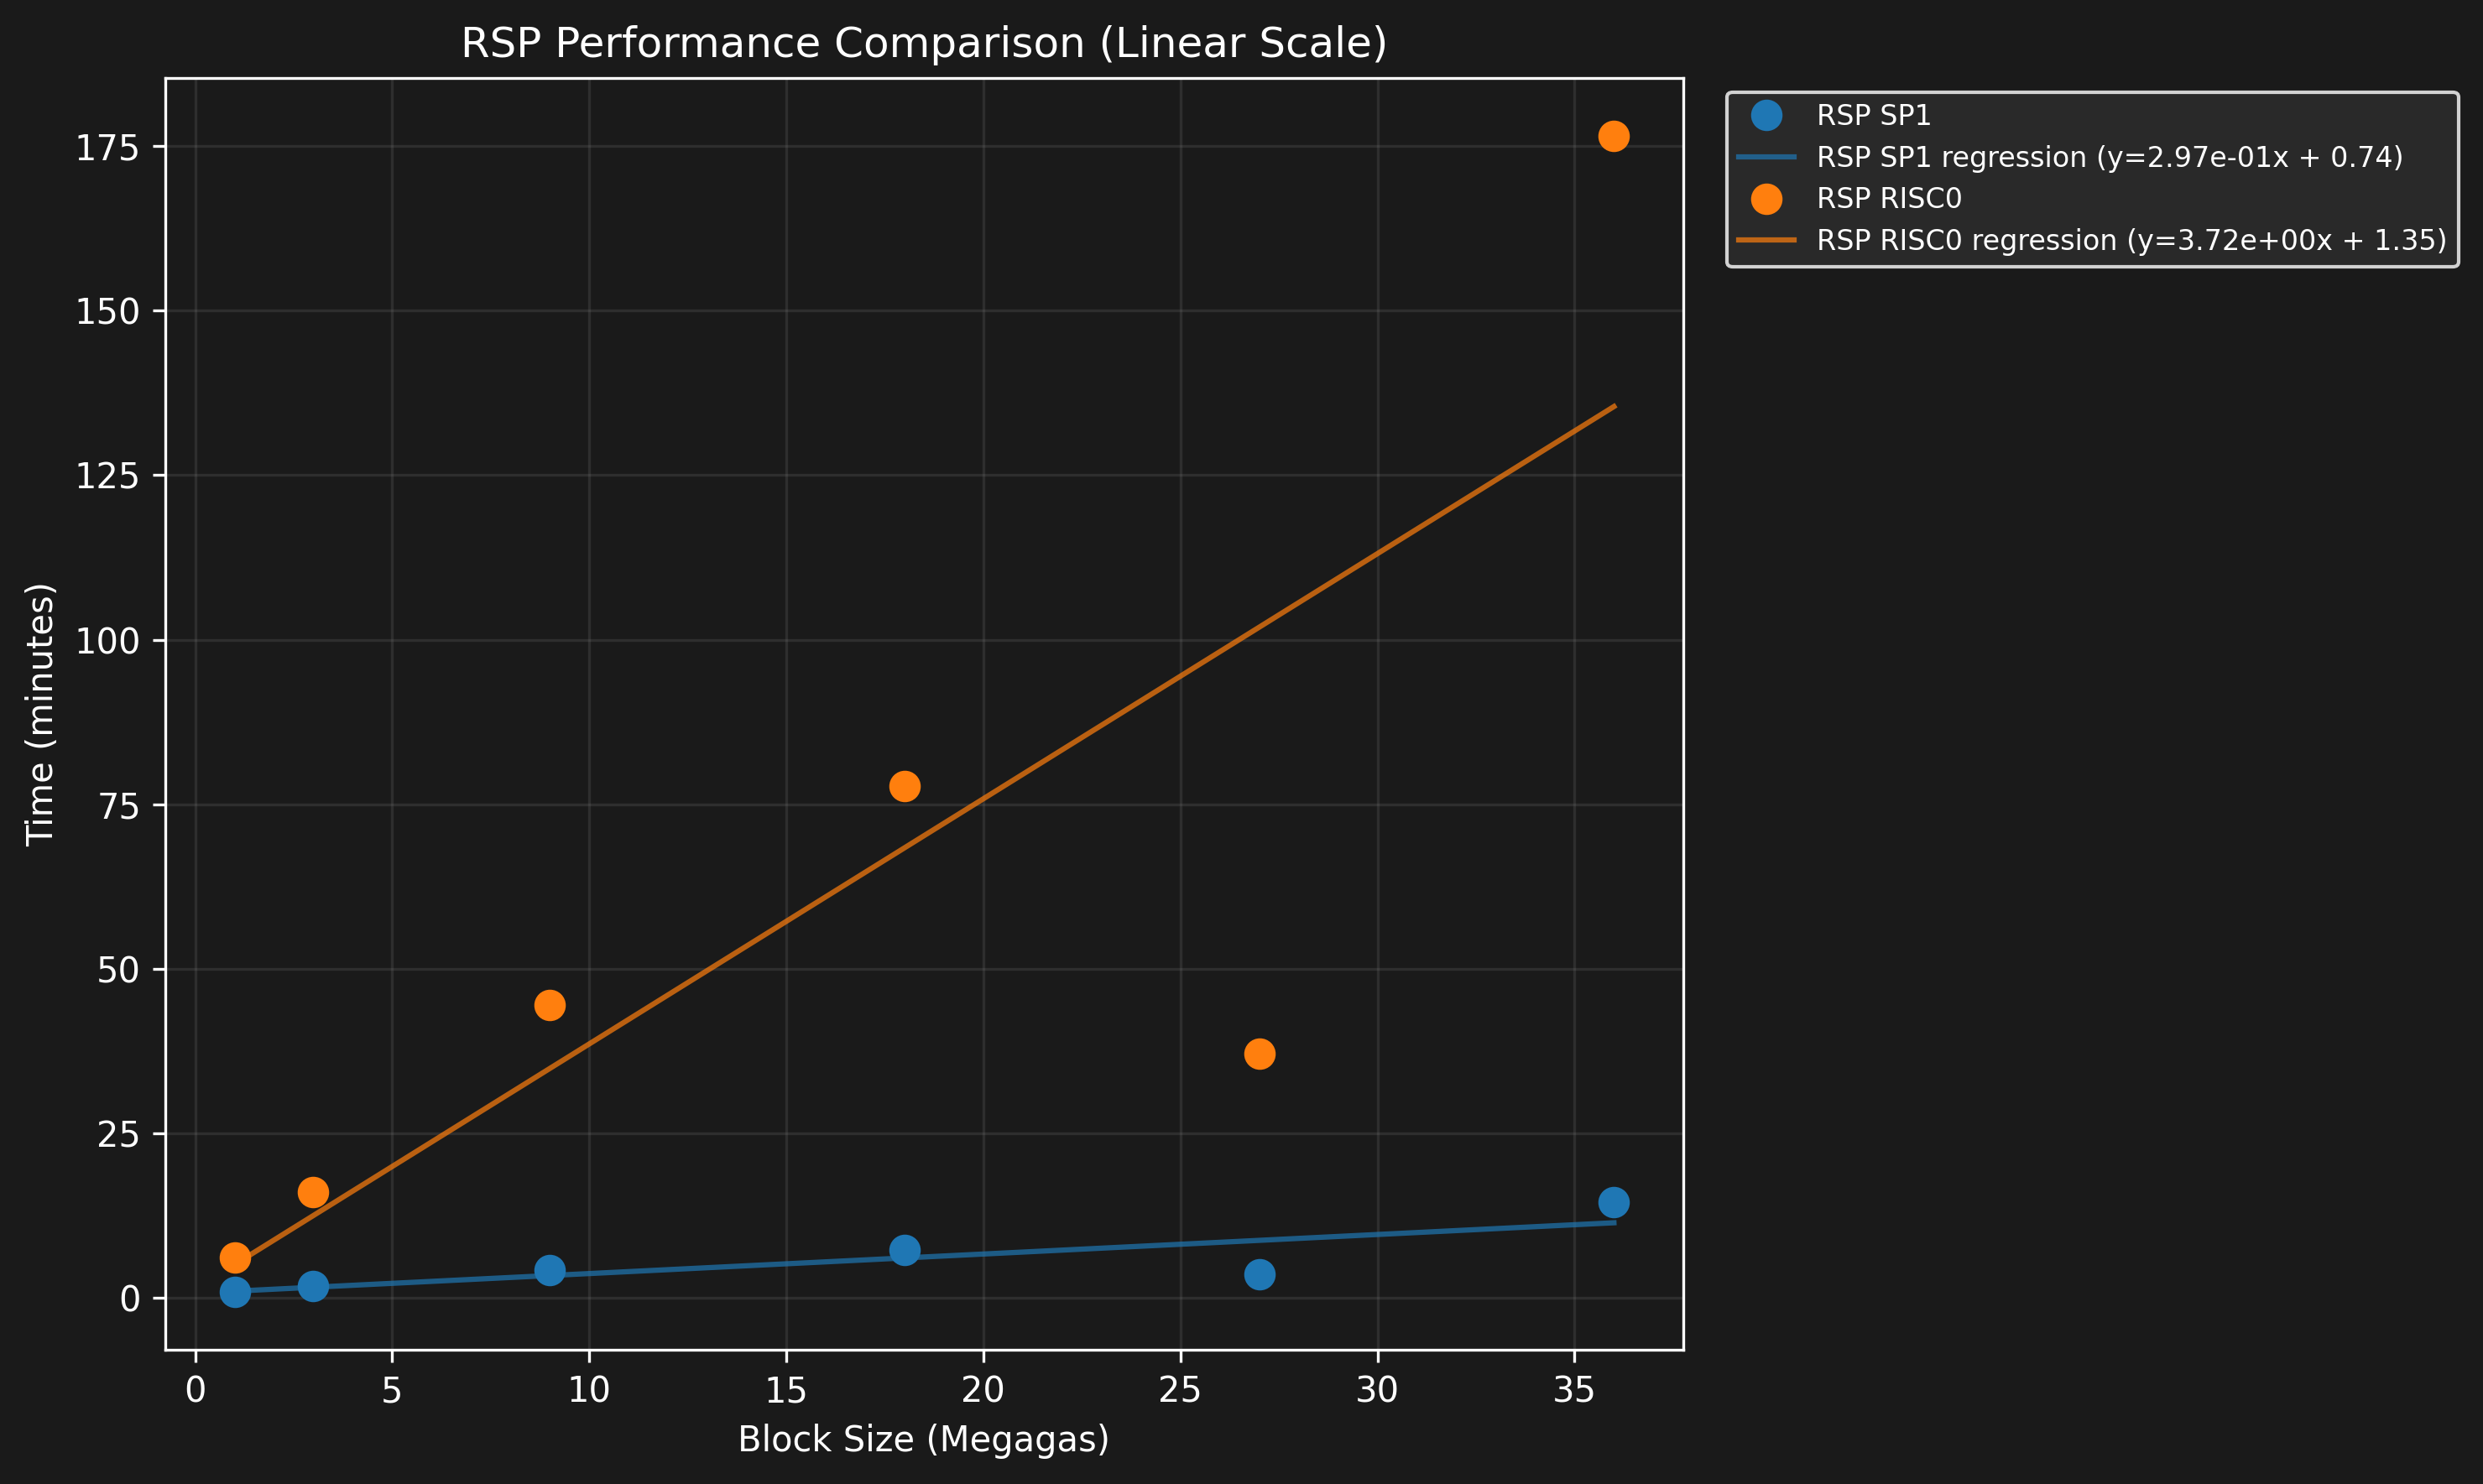 RSP Performance Comparison (Linear Scale)
RSP SP1
RSP SP1 regression (y=2.97e-01x + 0.74)
RSP RISC0
RSP RISC0 regression (y=3.72e+00x + 1.35)
Time (minutes)
175
150
125
100
75
50
25
0
0 5 10 15 20 25 30 35
Block Size (Megagas)